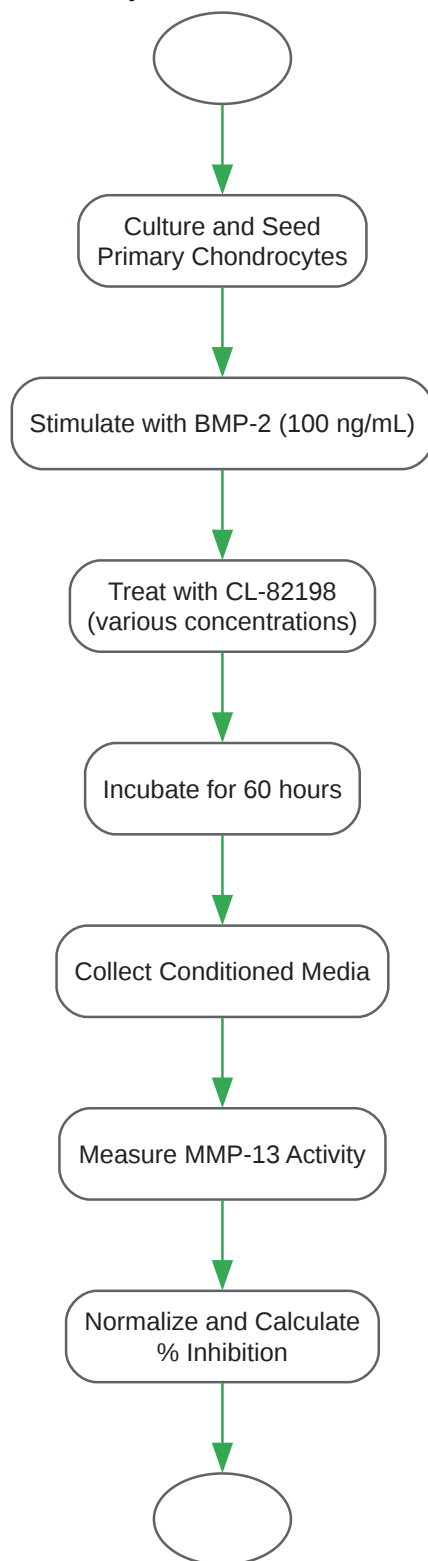 Culture and Seed
Primary Chondrocytes
Stimulate with BMP-2 (100 ng/mL)
Treat with CL-82198
(various concentrations)
Incubate for 60 hours
Collect Conditioned Media
Measure MMP-13 Activity
Normalize and Calculate
% Inhibition